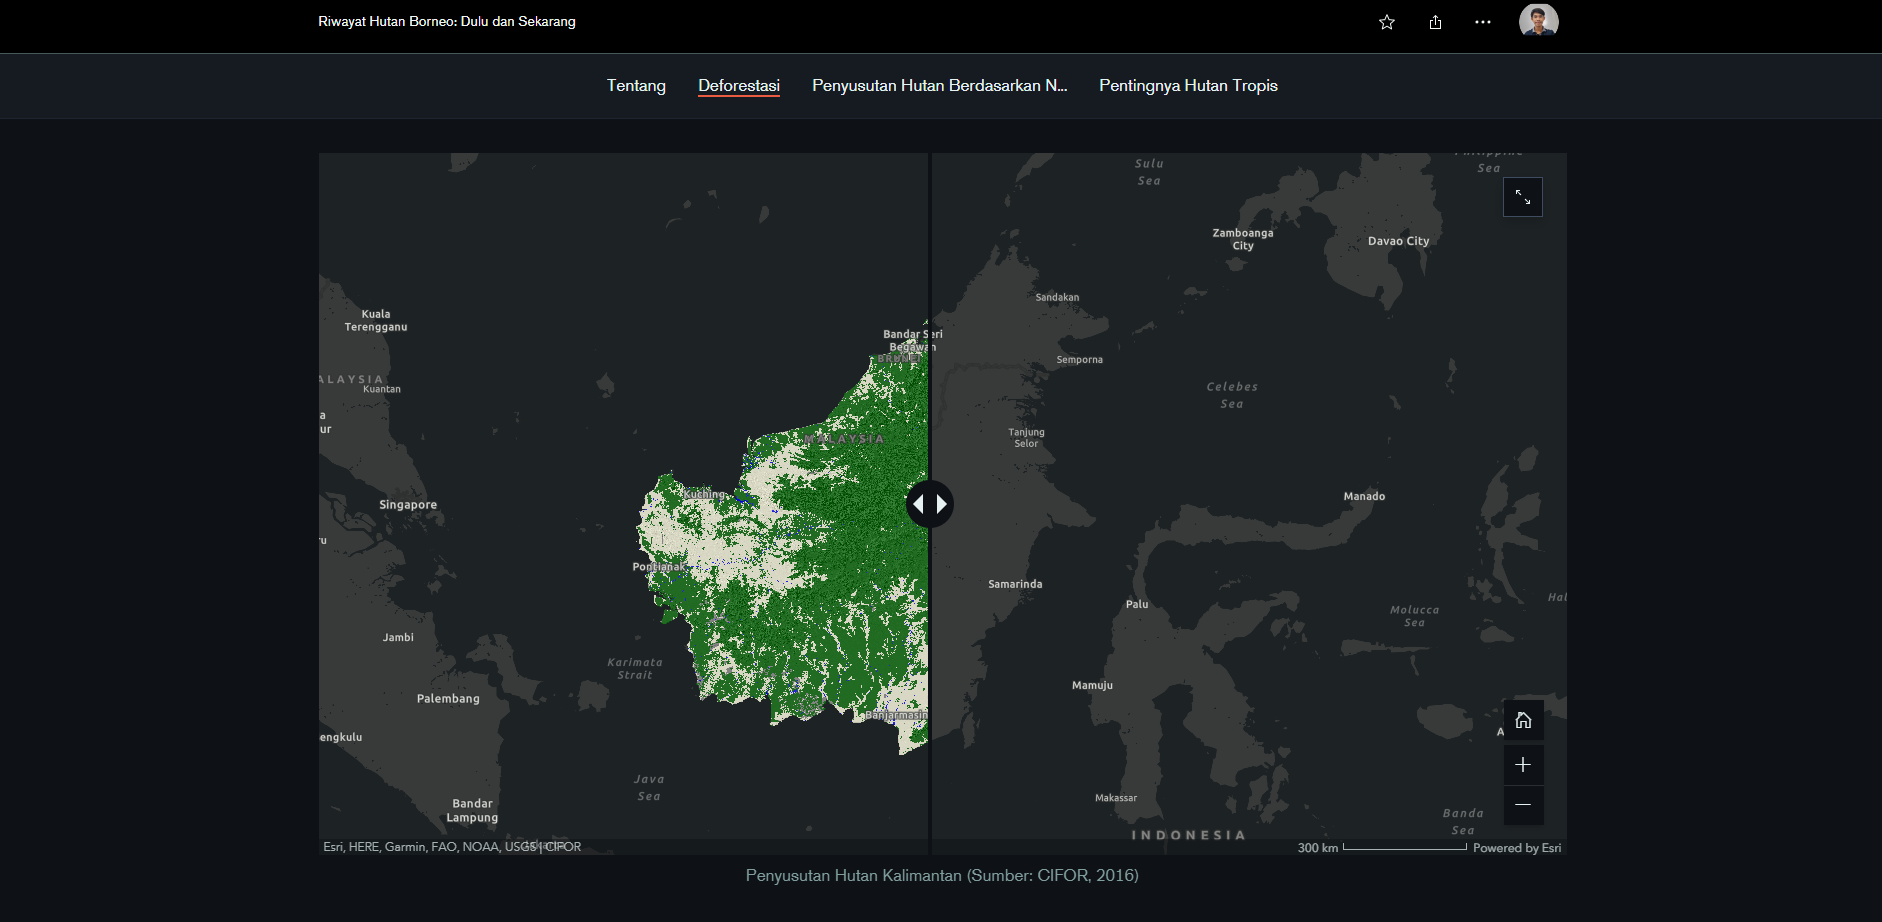 Riwayat Hutan Borneo: Dulu dan Sekarang
Tentang
Deforestasi
Penyusutan Hutan Berdasarkan N...
Pentingnya Hutan Tropis
Sulu
Sea
Sea
Zamboanga
City
Davao City
Sandakan
Kuala
Terengganu
Bandar Seri
Begawan
BRUNEI
Semporna
ALAYSIA
Kuantan
Celebes
Sea
a
ur
Tanjung
Selor
MALAYSIA
Kuching
Manado
Singapore
ru
Pontianak
Samarinda
Palu
Hal
Molucca
Sea
Jambi
Karimata
Strait
Mamuju
Palembang
Banjarmasin
engkulu
A
Java
Sea
Makassar
Bandar
Lampung
Banda
Sea
INDONESIA
Esri, HERE, Garmin, FAO, NOAA, USGS | CIFOR
300 km
Powered by Esri
Penyusutan Hutan Kalimantan (Sumber: CIFOR, 2016)